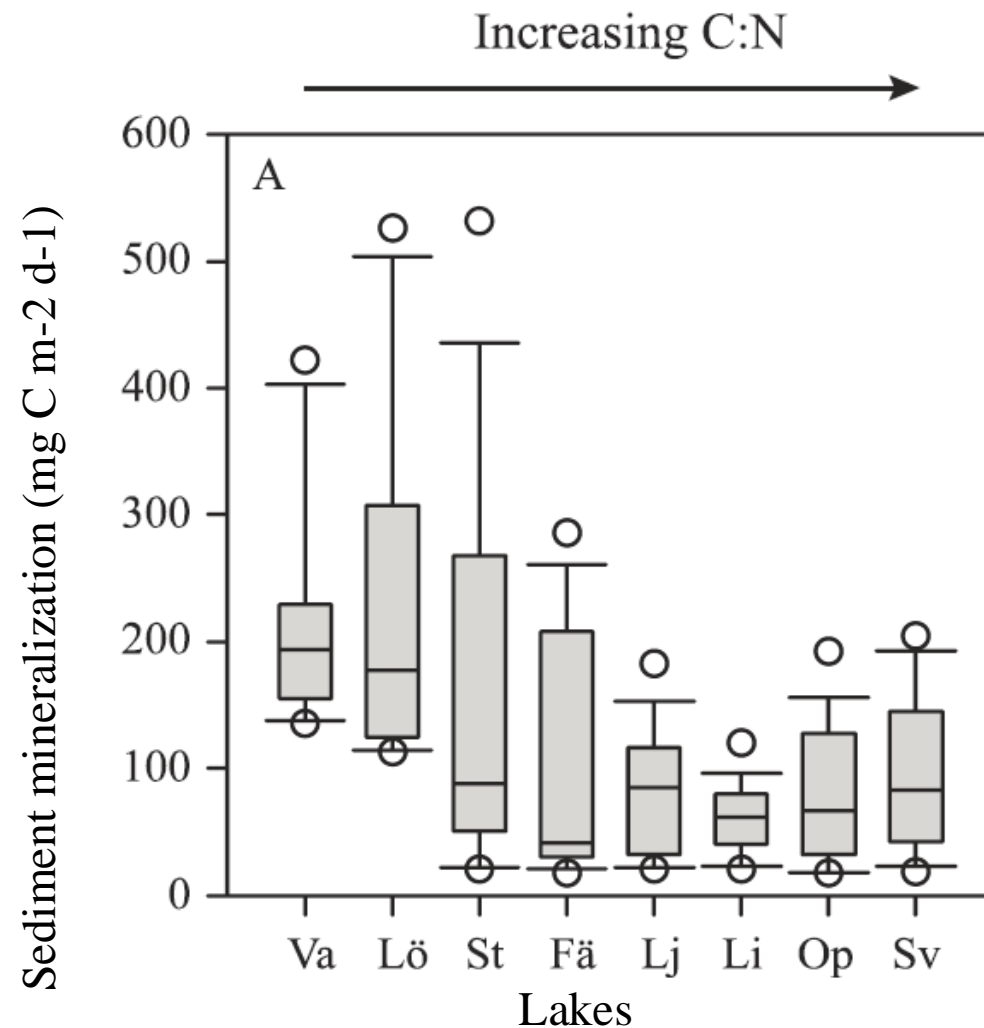 Increasing C:N
A
600
500
400
300
200
100
0
Sediment mineralization (mg C m-2 d-1)
Va Lö St Fä Lj Li Op Sv
Lakes